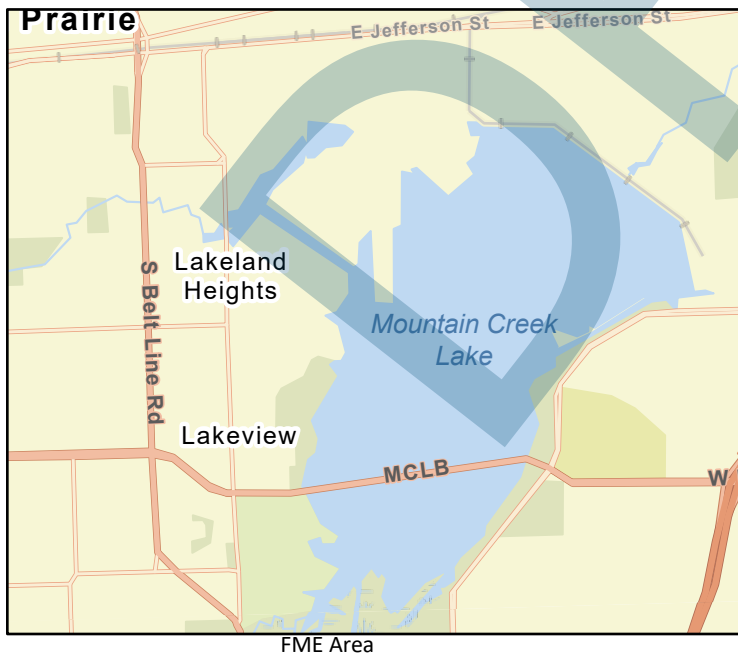 Prairie
E Jefferson St
E Jefferson St
Lakeland
Heights
S Belt Line Rd
Mountain Creek
Lake
Lakeview
MCLB
W
FME Area